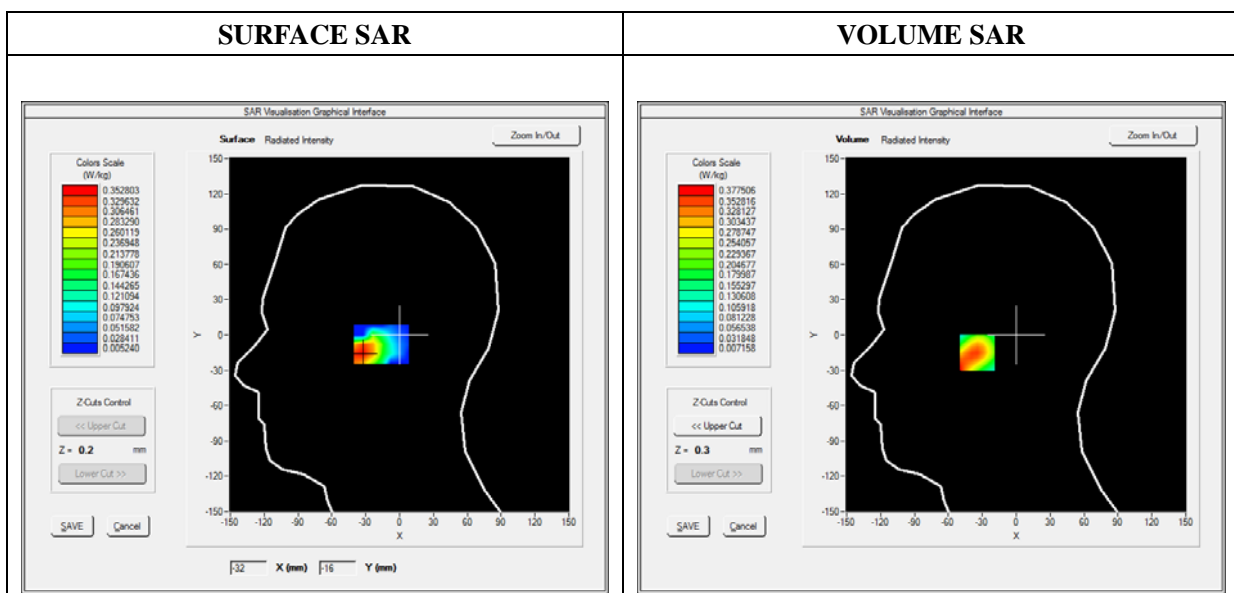 SURFACE SAR
VOLUME SAR
SAR Visualisation Graphical Interface
Surface Radiated Intensity
Zoom In/Out
Colors Scale
(W/kg)
0.352803
0.329632
0.306461
0.283290
0.260119
0.236948
0.213778
0.190607
0.167436
0.144265
0.121094
0.097924
0.074753
0.051582
0.028411
0.005240
Z-Cuts Control
<< Upper Cut
Z = 0.2 mm
Lower Cut >>
SAVE Cancel
150
120
90
60
30
0
-30
-60
-90
-120
-150
Y
-150 -120 -90 -60 -30 0 30 60 90 120 150
X
-32 X (mm) -16 Y (mm)
SAR Visualisation Graphical Interface
Volume Radiated Intensity
Zoom In/Out
Colors Scale
(W/kg)
0.377506
0.352816
0.328127
0.303437
0.278747
0.254057
0.229367
0.204677
0.179987
0.155297
0.130608
0.105918
0.081228
0.056538
0.031848
0.007158
Z-Cuts Control
<< Upper Cut
Z = 0.3 mm
Lower Cut >>
SAVE Cancel
150
120
90
60
30
0
-30
-60
-90
-120
-150
Y
-150 -120 -90 -60 -30 0 30 60 90 120 150
X